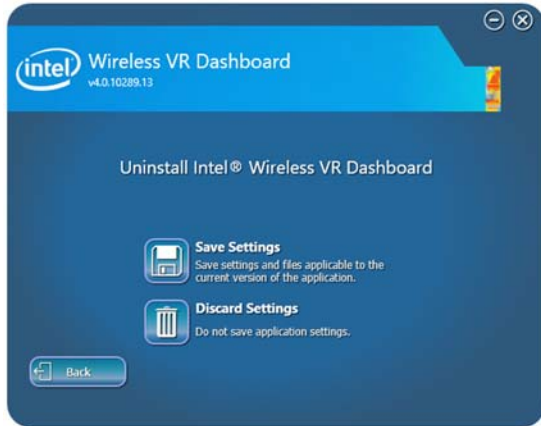 intel
Wireless VR Dashboard
v4.0.10289.13
Uninstall Intel® Wireless VR Dashboard
Save Settings
Save settings and files applicable to the
current version of the application.
Discard Settings
Do not save application settings.
Back